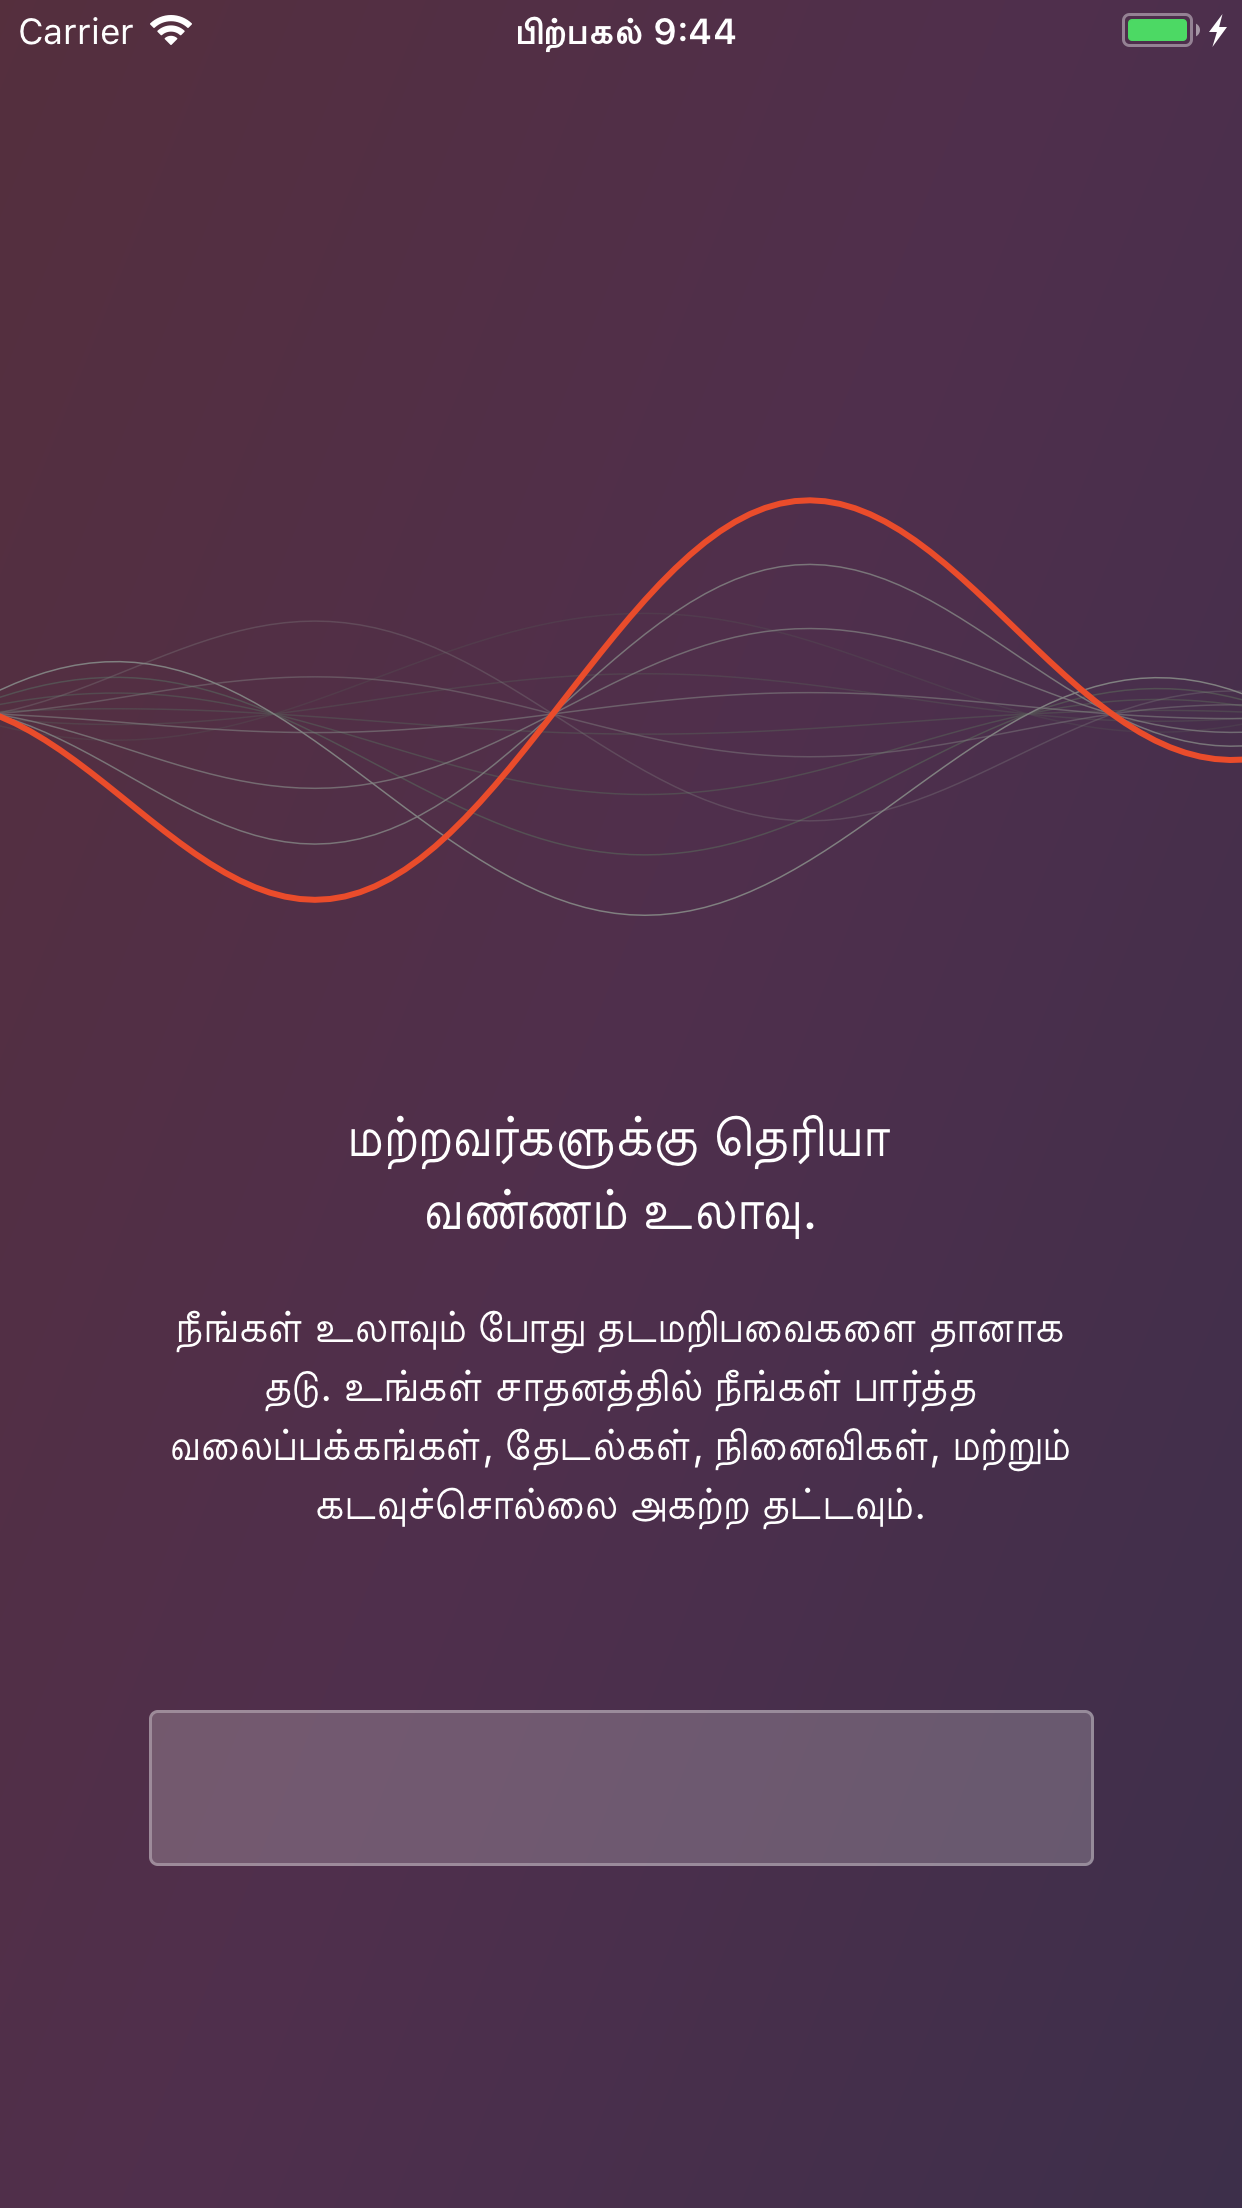 Carrier
பிற்பகல் 9:44
மற்றவர்களுக்கு தெரியா
வண்ணம் உலாவு.
நீங்கள் உலாவும் போது தடமறிபவைகளை தானாக
தடு. உங்கள் சாதனத்தில் நீங்கள் பார்த்த
வலைப்பக்கங்கள், தேடல்கள், நினைவிகள், மற்றும்
கடவுச்சொல்லை அகற்ற தட்டவும்.